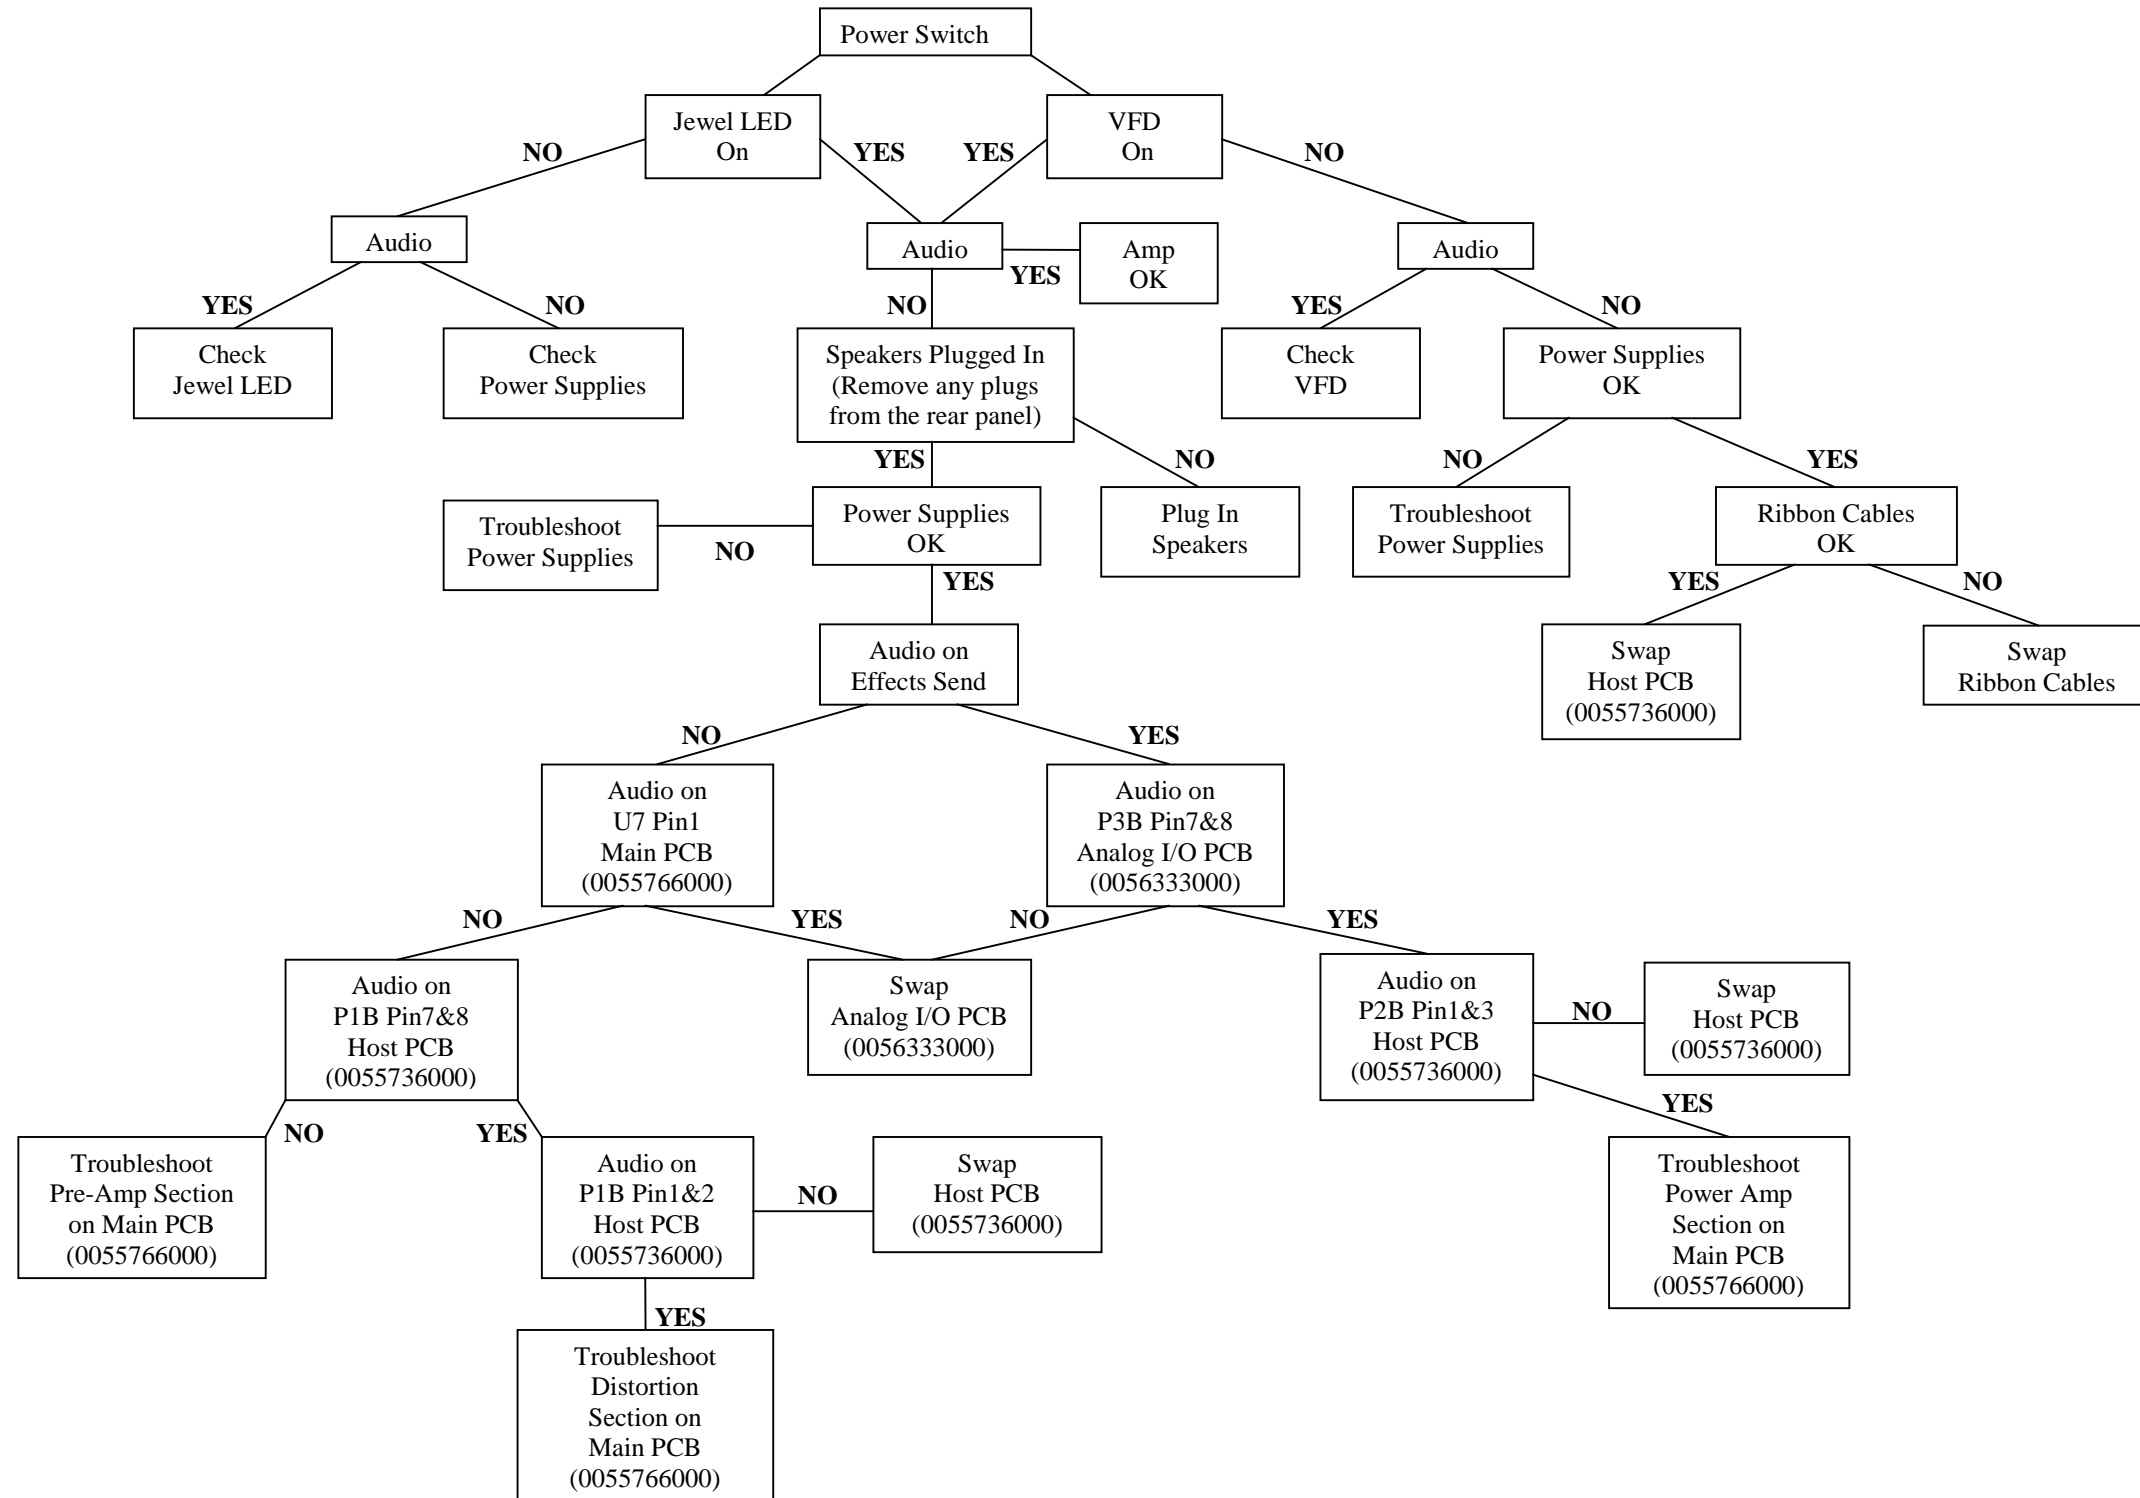 Power Switch
Jewel LED
On
VFD
On
NO
YES
YES
NO
Audio
Audio
YES
Amp
OK
Audio
YES
NO
NO
YES
NO
Check
Jewel LED
Check
Power Supplies
Speakers Plugged In
(Remove any plugs
from the rear panel)
Check
VFD
Power Supplies
OK
YES
NO
NO
YES
Troubleshoot
Power Supplies
NO
Power Supplies
OK
Plug In
Speakers
Troubleshoot
Power Supplies
Ribbon Cables
OK
YES
YES
NO
Audio on
Effects Send
Swap
Host PCB
(0055736000)
Swap
Ribbon Cables
NO
YES
Audio on
U7 Pin1
Main PCB
(0055766000)
Audio on
P3B Pin7&8
Analog I/O PCB
(0056333000)
NO
YES
NO
YES
Audio on
P1B Pin7&8
Host PCB
(0055736000)
Swap
Analog I/O PCB
(0056333000)
Audio on
P2B Pin1&3
Host PCB
(0055736000)
NO
Swap
Host PCB
(0055736000)
NO
YES
YES
Troubleshoot
Pre-Amp Section
on Main PCB
(0055766000)
Audio on
P1B Pin1&2
Host PCB
(0055736000)
NO
Swap
Host PCB
(0055736000)
Troubleshoot
Power Amp
Section on
Main PCB
(0055766000)
YES
Troubleshoot
Distortion
Section on
Main PCB
(0055766000)